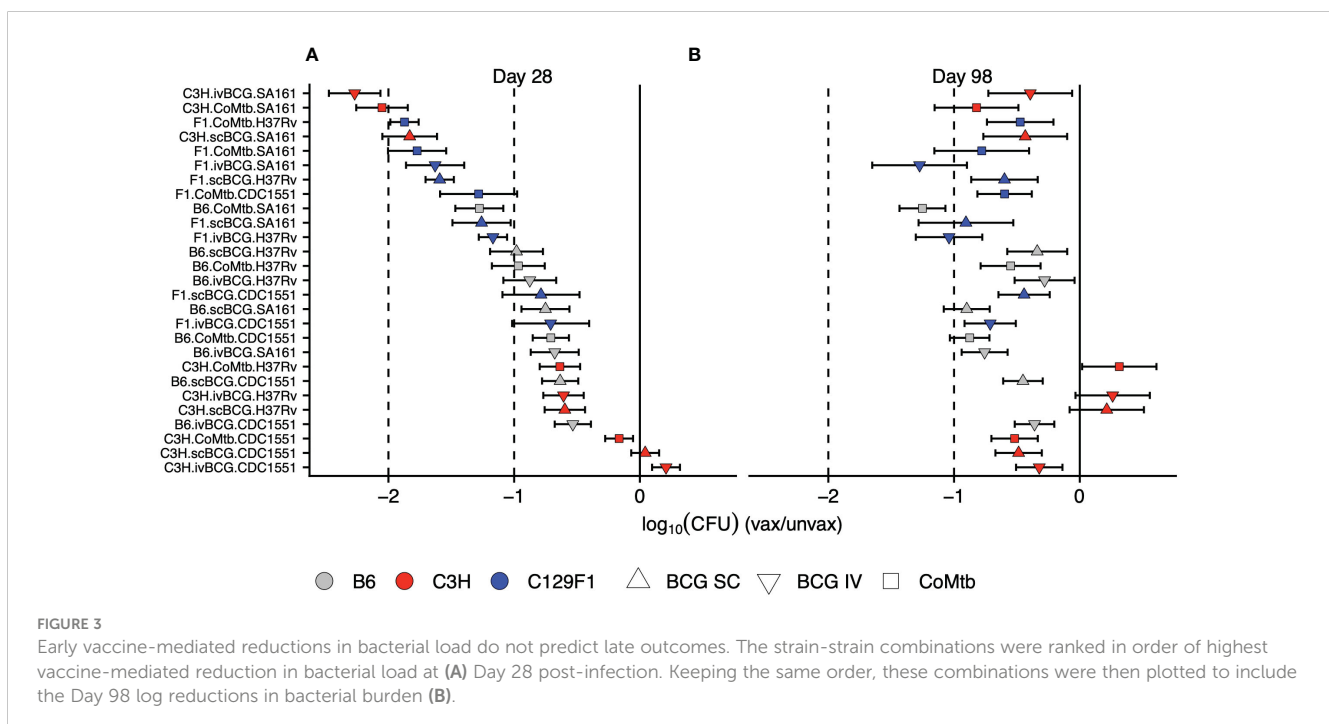 A
B
Day 28
Day 98
C3H.ivBCG.SA161
C3H.CoMtb.SA161
F1.CoMtb.H37Rv
C3H.scBCG.SA161
F1.CoMtb.SA161
F1.ivBCG.SA161
F1.scBCG.H37Rv
F1.CoMtb.CDC1551
B6.CoMtb.SA161
F1.scBCG.SA161
F1.ivBCG.H37Rv
B6.scBCG.H37Rv
B6.CoMtb.H37Rv
B6.ivBCG.H37Rv
F1.scBCG.CDC1551
B6.scBCG.SA161
F1.ivBCG.CDC1551
B6.CoMtb.CDC1551
B6.ivBCG.SA161
C3H.CoMtb.H37Rv
B6.scBCG.CDC1551
C3H.ivBCG.H37Rv
C3H.scBCG.H37Rv
B6.ivBCG.CDC1551
C3H.CoMtb.CDC1551
C3H.scBCG.CDC1551
C3H.ivBCG.CDC1551
−2 −1 0 −2 −1 0
log₁₀(CFU) (vax/unvax)
B6 C3H C129F1 BCG SC BCG IV CoMtb
FIGURE 3
Early vaccine-mediated reductions in bacterial load do not predict late outcomes. The strain-strain combinations were ranked in order of highest
vaccine-mediated reduction in bacterial load at (A) Day 28 post-infection. Keeping the same order, these combinations were then plotted to include
the Day 98 log reductions in bacterial burden (B).